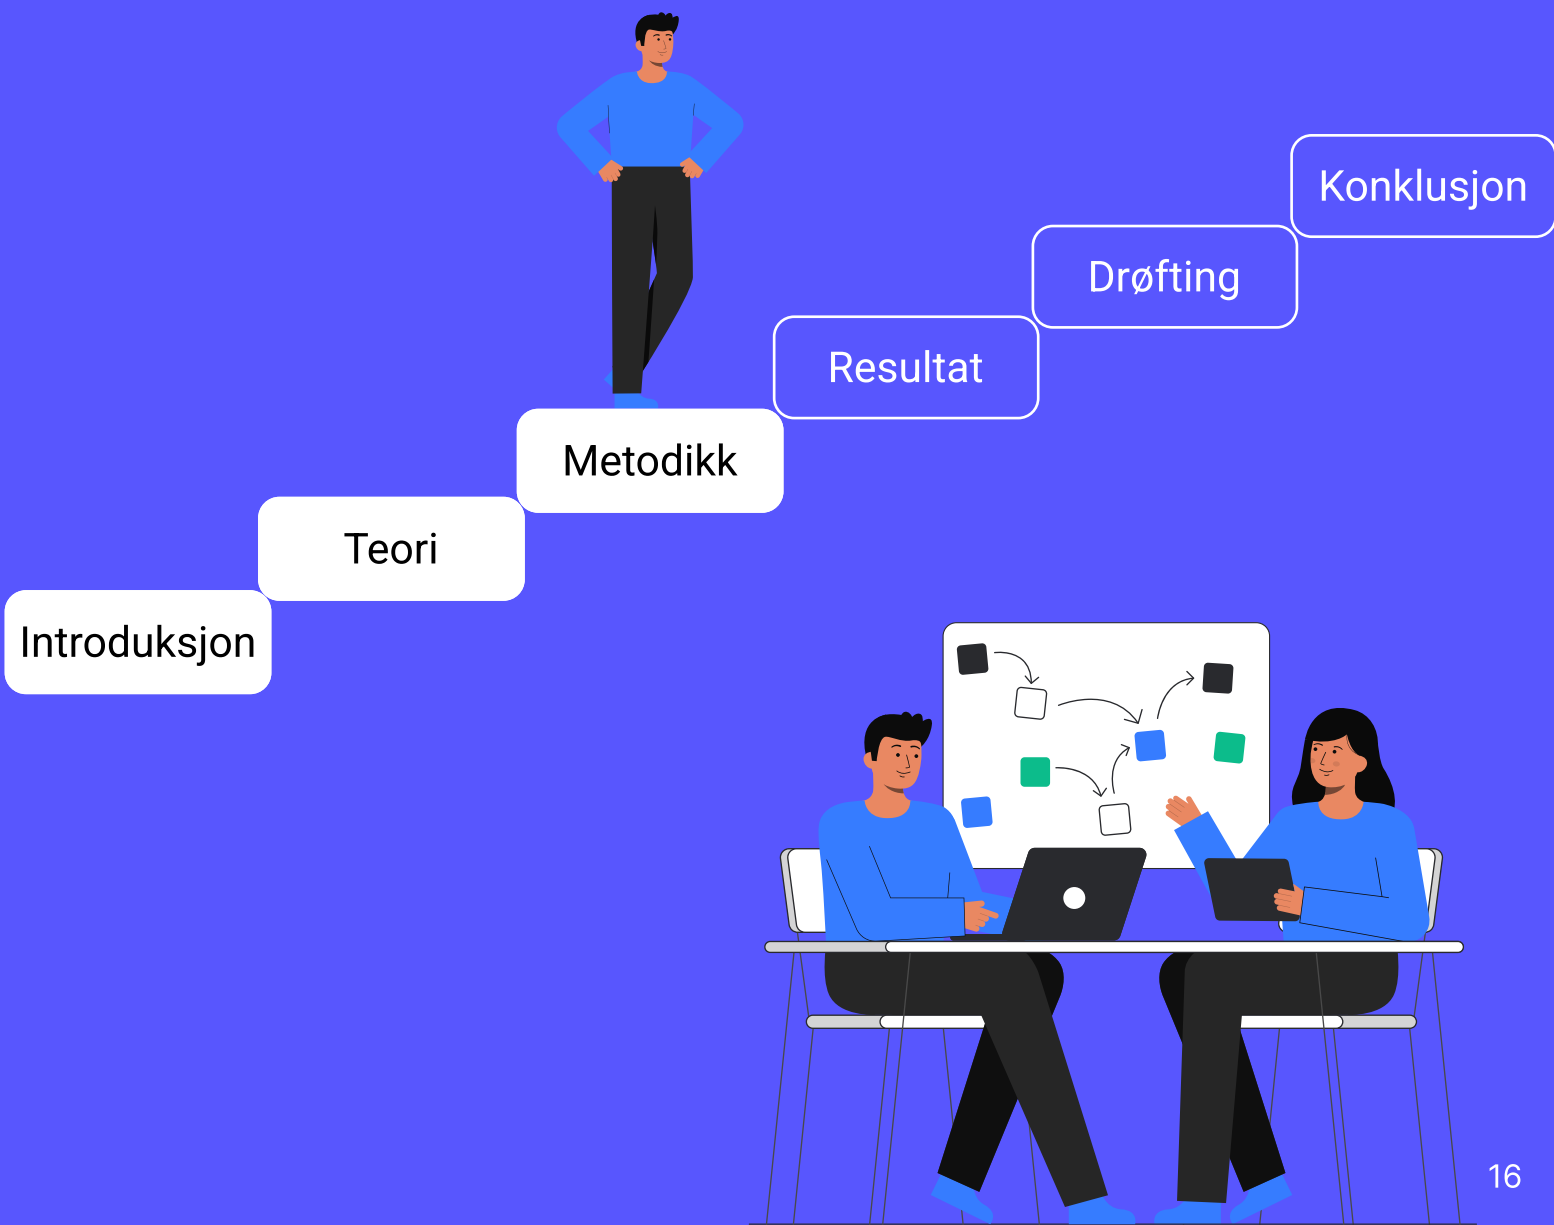 Introduksjon
Teori
Metodikk
Resultat
Drøfting
Konklusjon
16